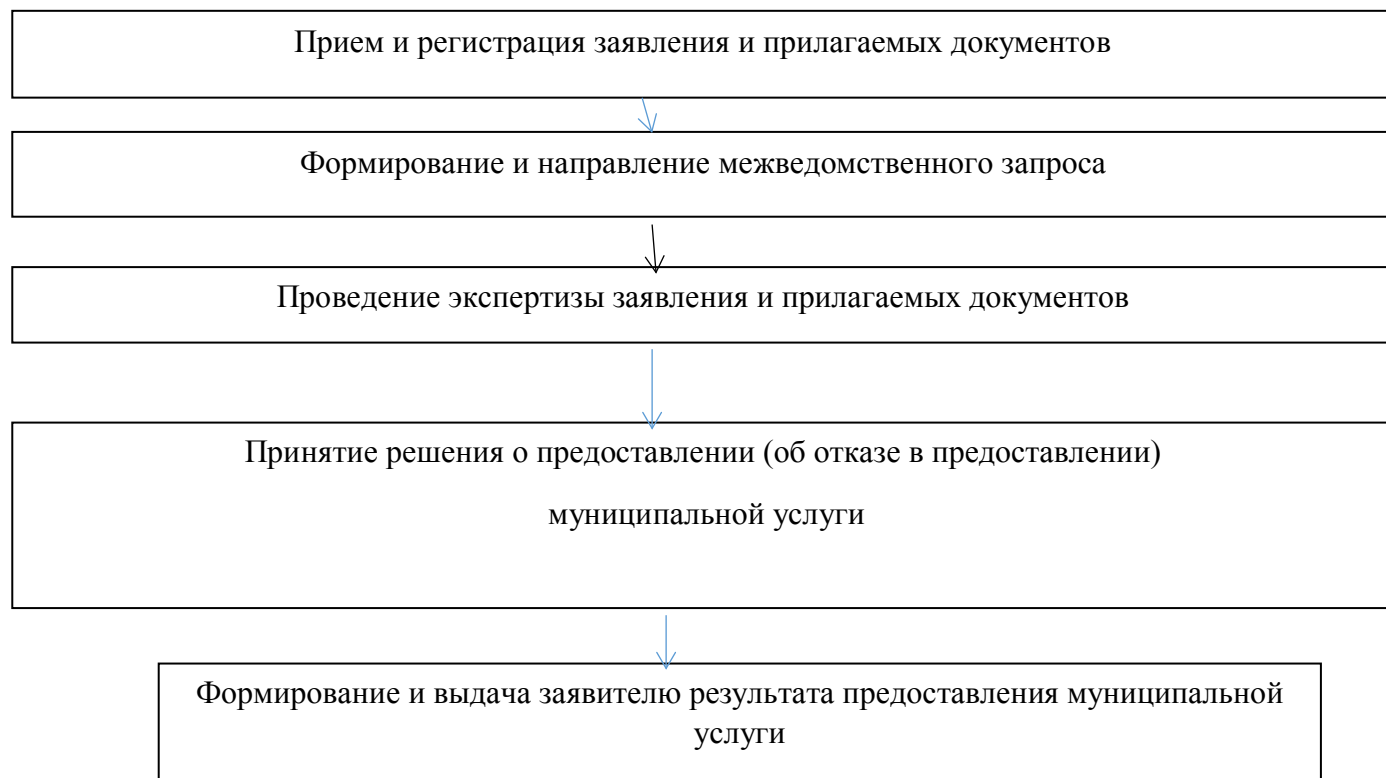 Прием и регистрация заявления и прилагаемых документов
Формирование и направление межведомственного запроса
Проведение экспертизы заявления и прилагаемых документов
Принятие решения о предоставлении (об отказе в предоставлении)
муниципальной услуги
Формирование и выдача заявителю результата предоставления муниципальной
услуги